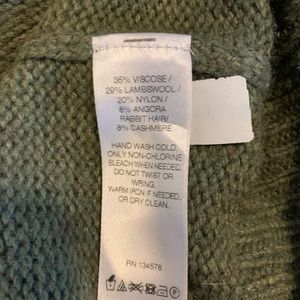 35% VISCOSE /
29% LAMBSWOOL /
20% NYLON /
8% ANGORA
RABBIT HAIR/
8% CASHMERE
HAND WASH COLD.
ONLY NON-CHLORINE
BLEACH WHEN NEEDED.
DO NOT TWIST OR
WRING.
WARM IRON IF NEEDED
OR DRY CLEAN.
RN 134578